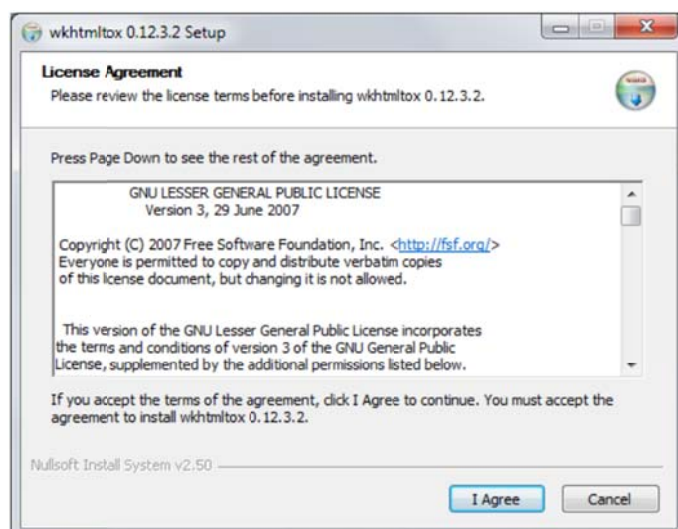 wkhtmltox 0.12.3.2 Setup
License Agreement
Please review the license terms before installing wkhtmltox 0.12.3.2.
Press Page Down to see the rest of the agreement.
GNU LESSER GENERAL PUBLIC LICENSE
Version 3, 29 June 2007
Copyright (C) 2007 Free Software Foundation, Inc. <http://fsf.org/>
Everyone is permitted to copy and distribute verbatim copies
of this license document, but changing it is not allowed.
This version of the GNU Lesser General Public License incorporates
the terms and conditions of version 3 of the GNU General Public
License, supplemented by the additional permissions listed below.
If you accept the terms of the agreement, click I Agree to continue. You must accept the
agreement to install wkhtmltox 0.12.3.2.
Nullsoft Install System v2.50
I Agree
Cancel